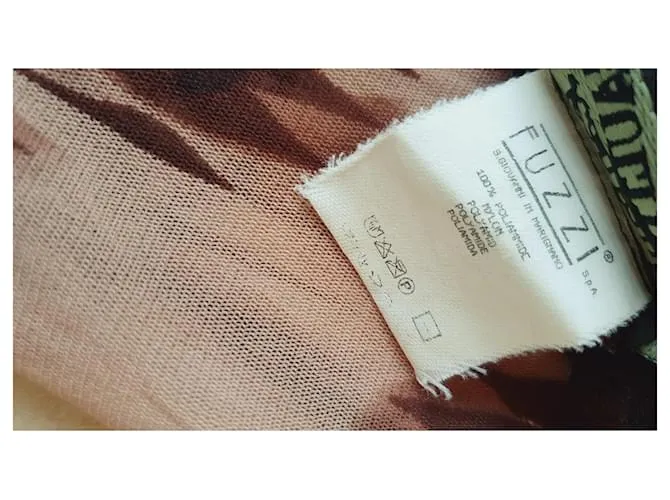 FUZZI®
S.GIOVANNI IN MARIGNANO S.P.A.
100% POLIAMMIDE
NYLON
POLYAMID
POLYAMIDE
POLIAMIDA
P